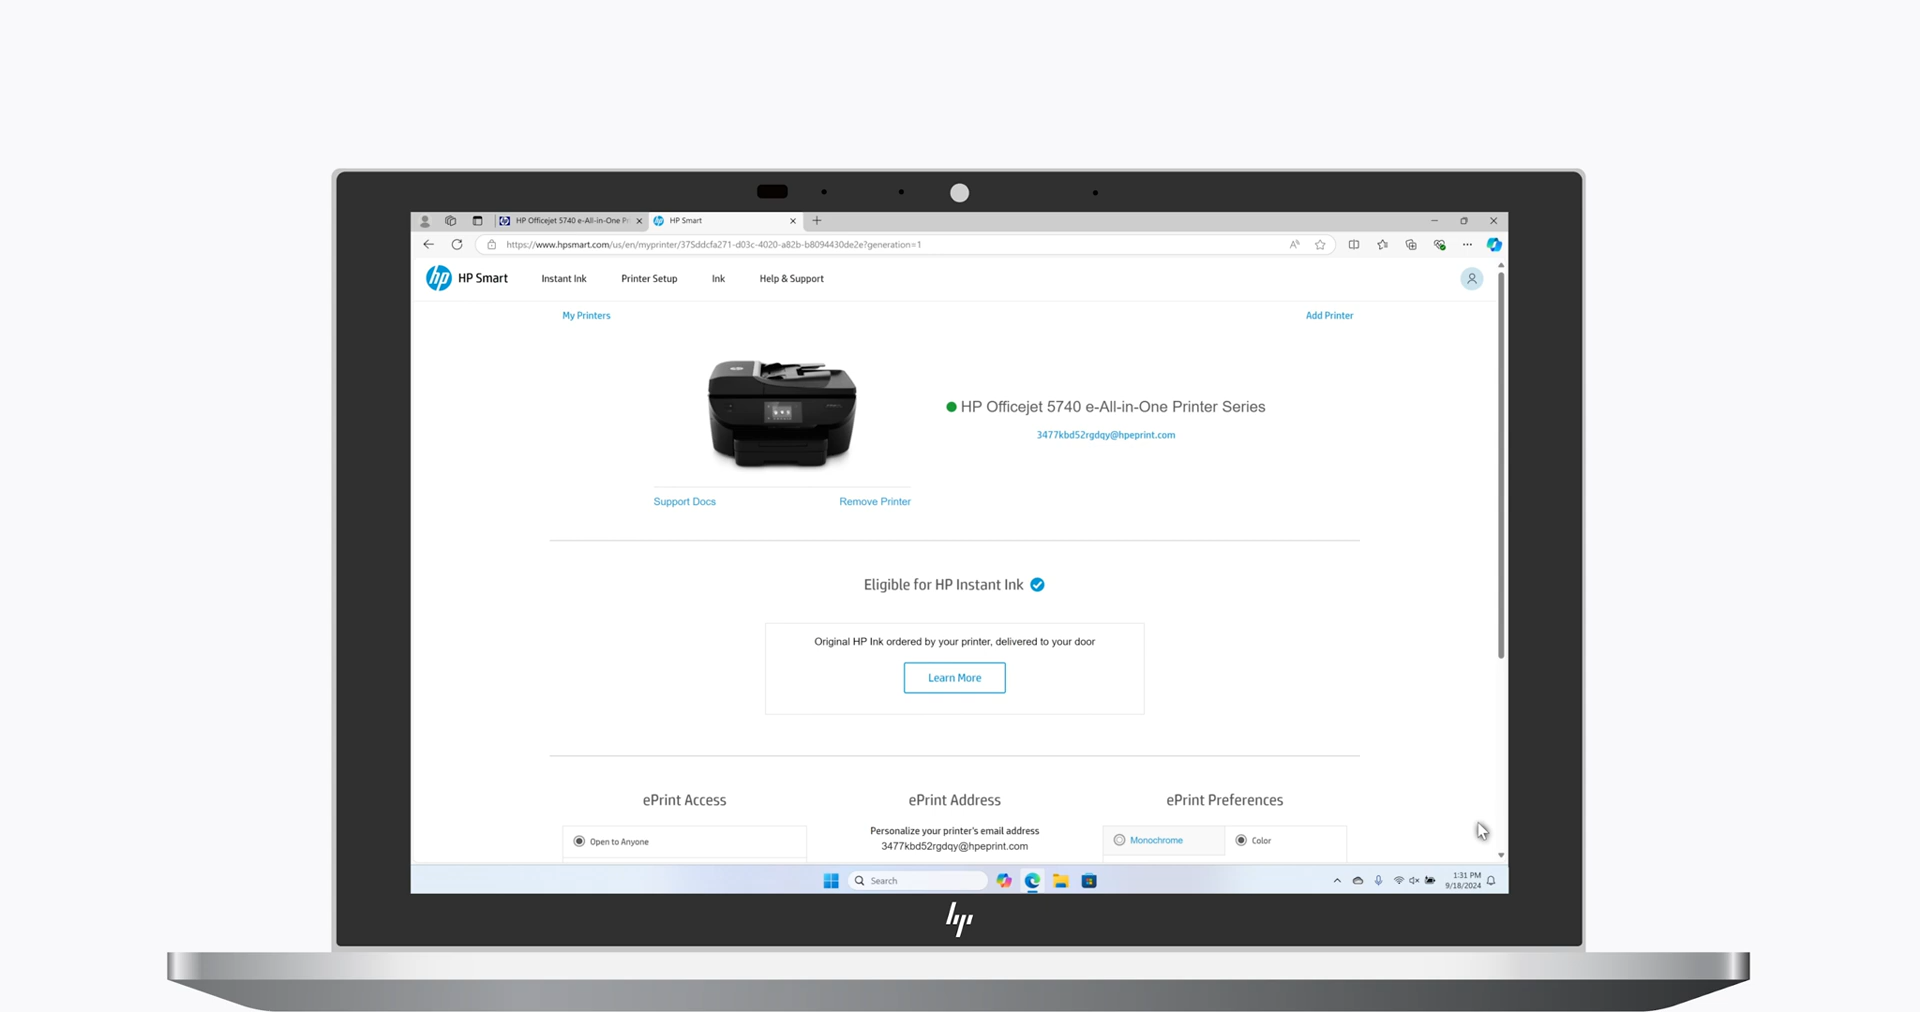 HP Officejet 5740 e-All-in-One Pr
HP Smart
https://www.hpsmart.com/us/en/myprinter/375ddcfa271-d03c-4020-a82b-b8094430de2e?generation=1
hp HP Smart
Instant Ink
Printer Setup
Ink
Help & Support
My Printers
Add Printer
HP Officejet 5740 e-All-in-One Printer Series
3477kbd52rgdqy@hpeprint.com
Support Docs
Remove Printer
Eligible for HP Instant Ink
Original HP Ink ordered by your printer, delivered to your door
Learn More
ePrint Access
ePrint Address
ePrint Preferences
Open to Anyone
Personalize your printer's email address
3477kbd52rgdqy@hpeprint.com
Monochrome
Color
Search
1:31 PM
9/18/2024
hp